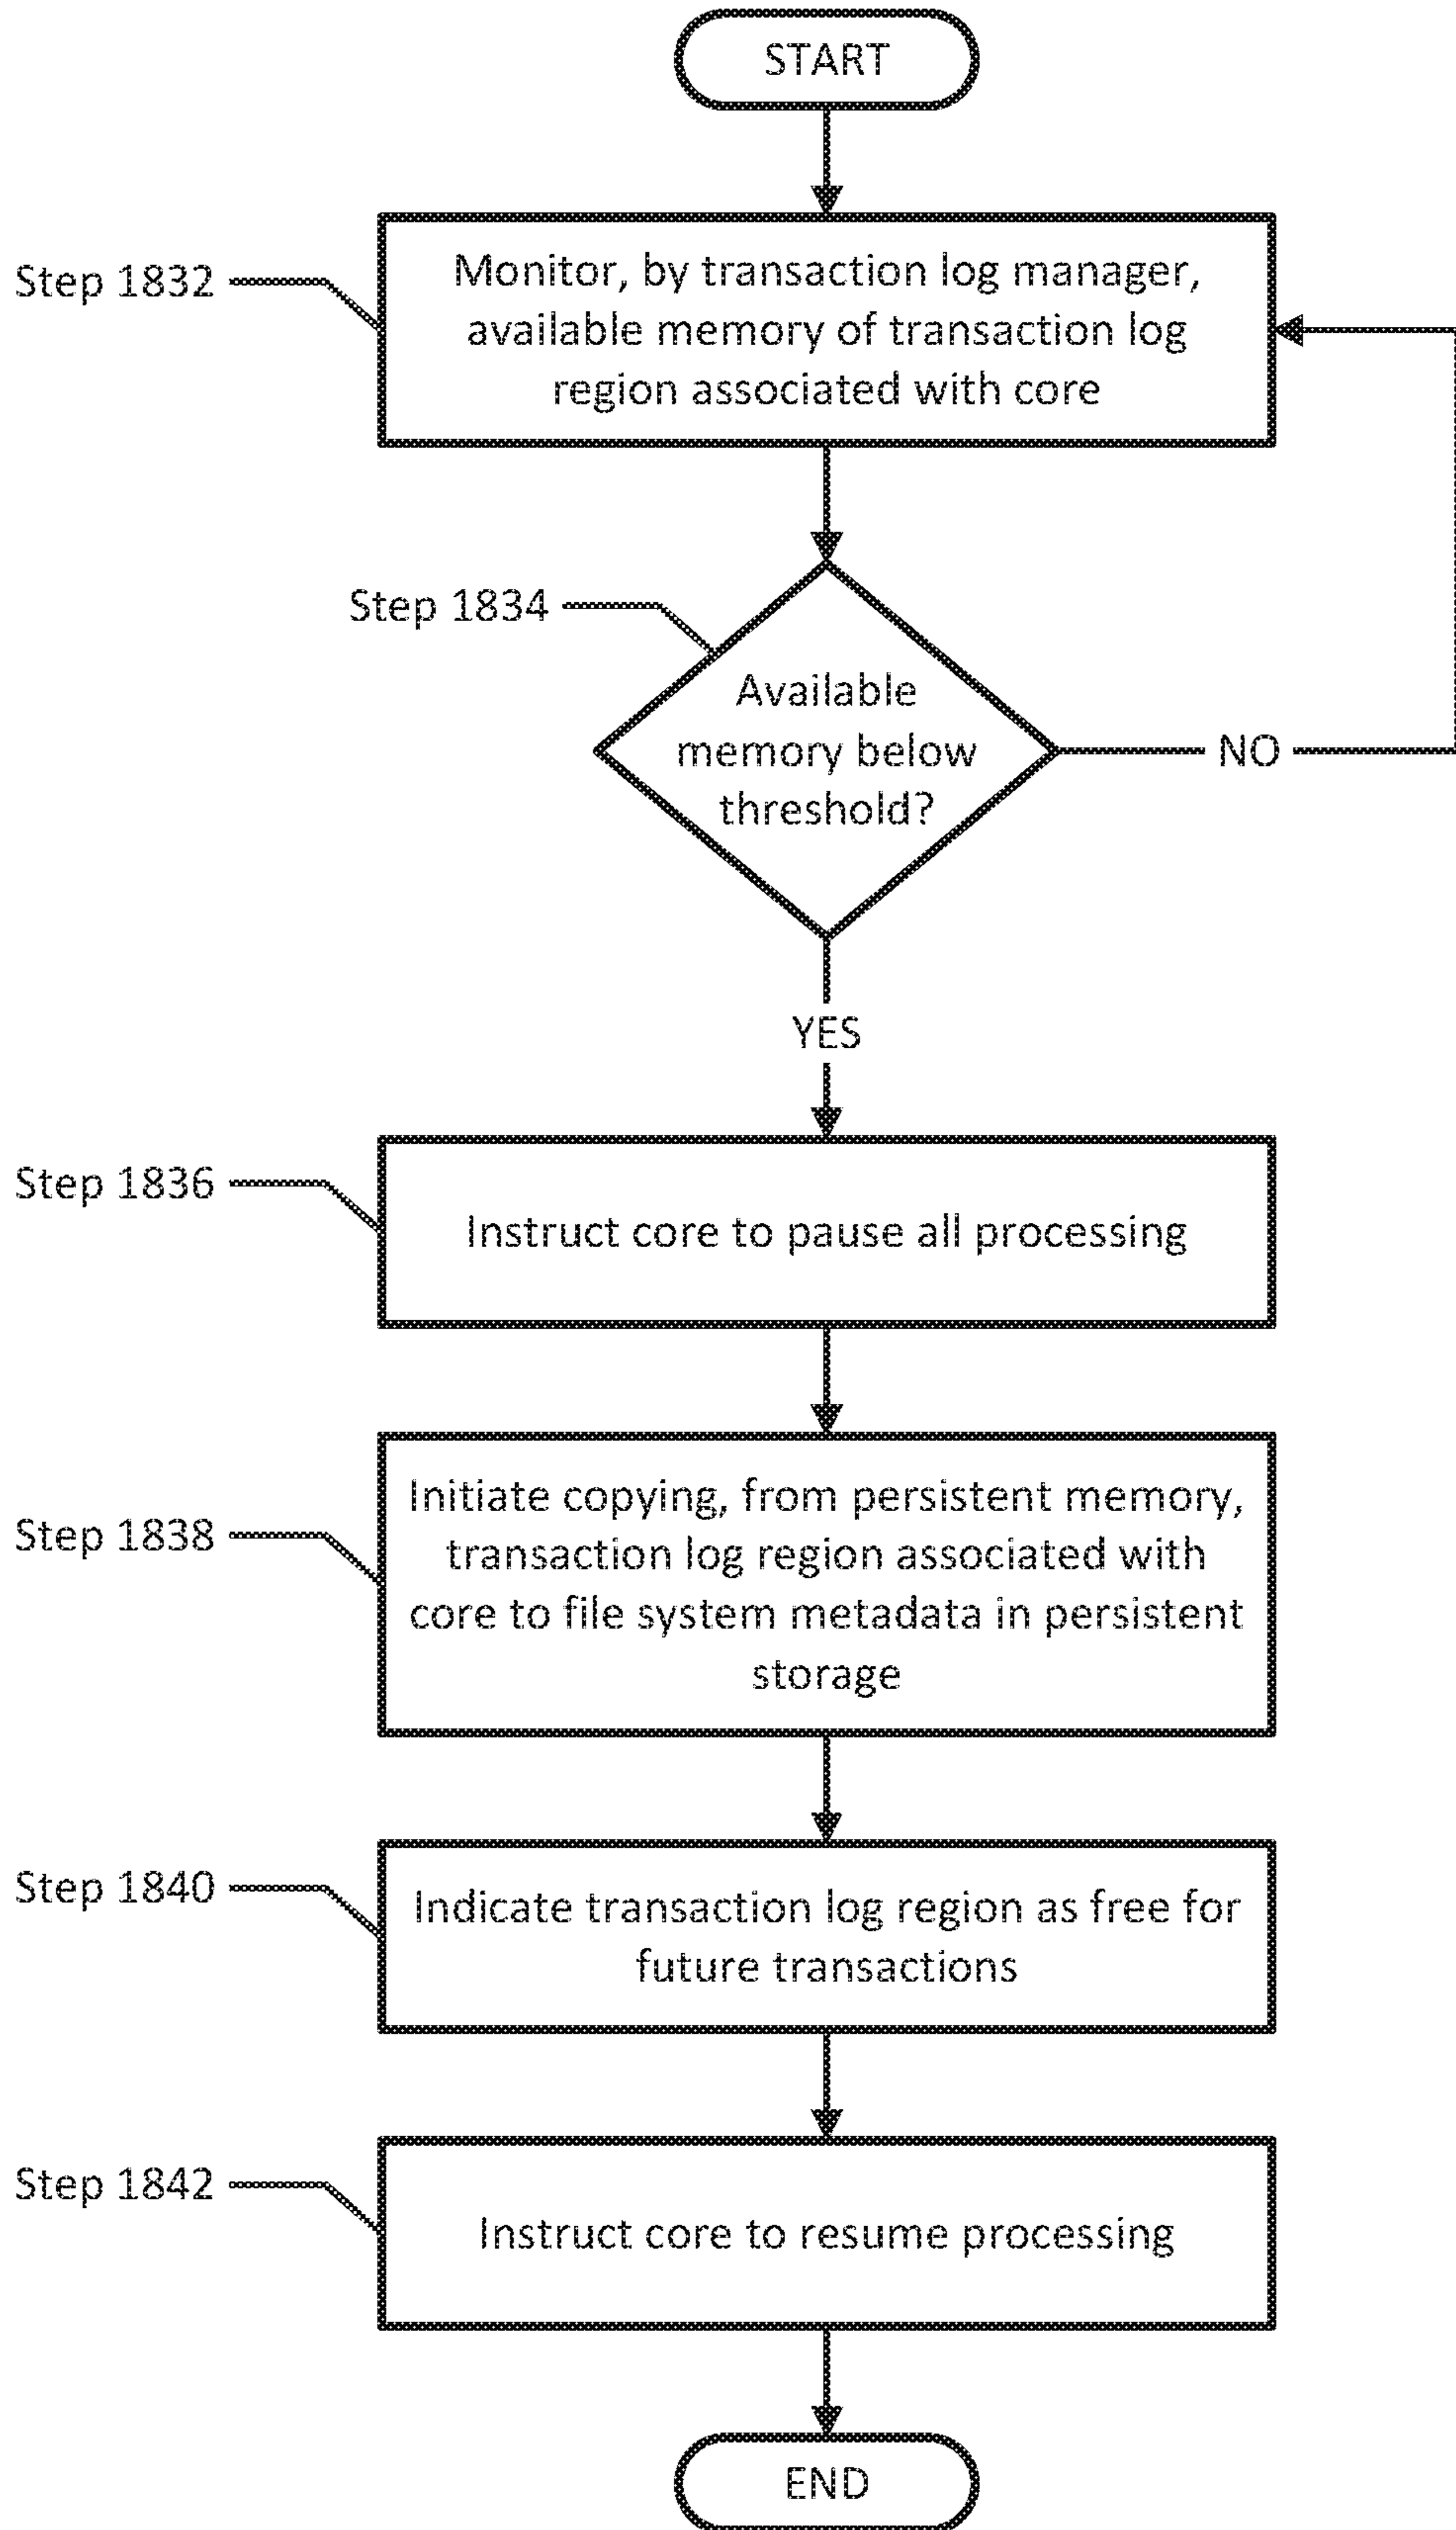 START
Step 1832
Monitor, by transaction log manager,
available memory of transaction log
region associated with core
Step 1834
Available
memory below
threshold?
NO
YES
Step 1836
Instruct core to pause all processing
Step 1838
Initiate copying, from persistent memory,
transaction log region associated with
core to file system metadata in persistent
storage
Step 1840
Indicate transaction log region as free for
future transactions
Step 1842
Instruct core to resume processing
END